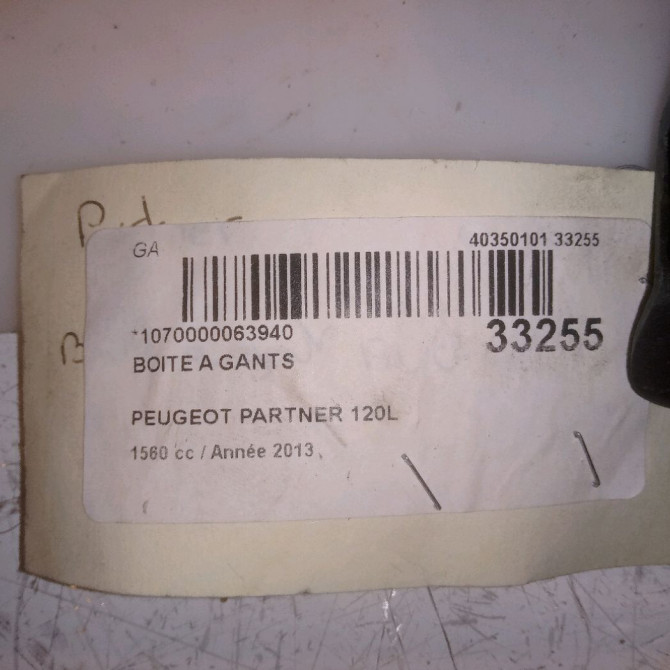 GA
40350101 33255
*1070000063940
33255
BOITE A GANTS
PEUGEOT PARTNER 120L
1560 cc / Année 2013